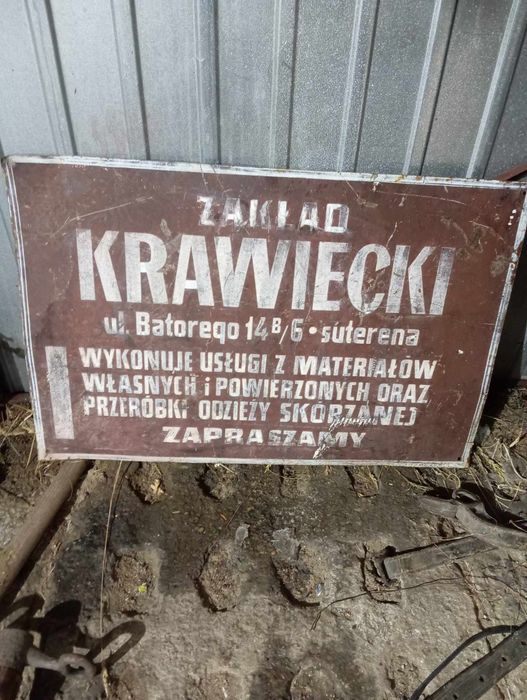 ZAKŁAD
KRAWIECKI
ul. Batorego 14B/6 • suterena
WYKONUJE USŁUGI Z MATERIAŁÓW
WŁASNYCH i POWIERZONYCH ORAZ
PRZERÓBKI ODZIEŻY SKÓRZANEJ
ZAPRASZAMY